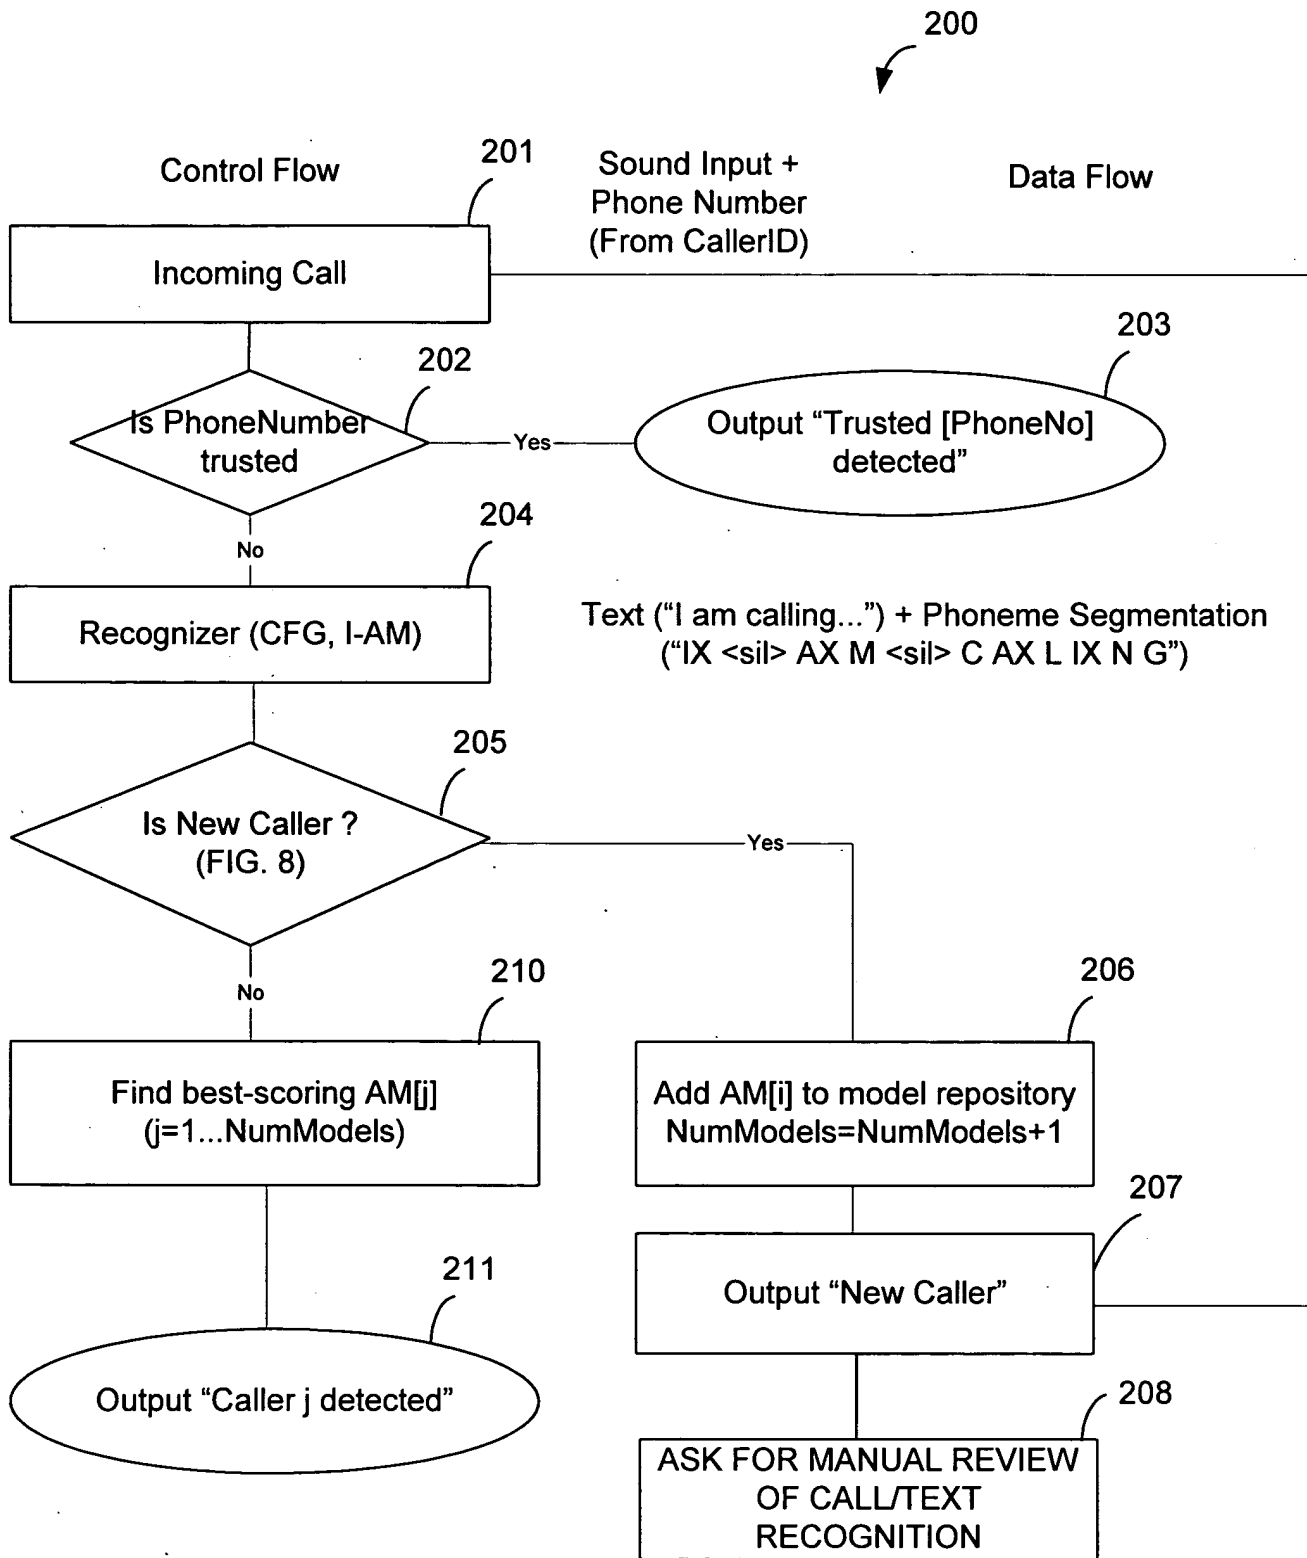 200
Control Flow
201
Sound Input +
Phone Number
(From CallerID)
Data Flow
Incoming Call
202
203
Is PhoneNumber
trusted
Yes
Output “Trusted [PhoneNo]
detected”
No
204
Recognizer (CFG, I-AM)
Text (“I am calling...”) + Phoneme Segmentation
(“IX <sil> AX M <sil> C AX L IX N G”)
205
Is New Caller ?
(FIG. 8)
Yes
No
210
206
Find best-scoring AM[j]
(j=1...NumModels)
Add AM[i] to model repository
NumModels=NumModels+1
207
211
Output “New Caller”
Output “Caller j detected”
208
ASK FOR MANUAL REVIEW
OF CALL/TEXT
RECOGNITION